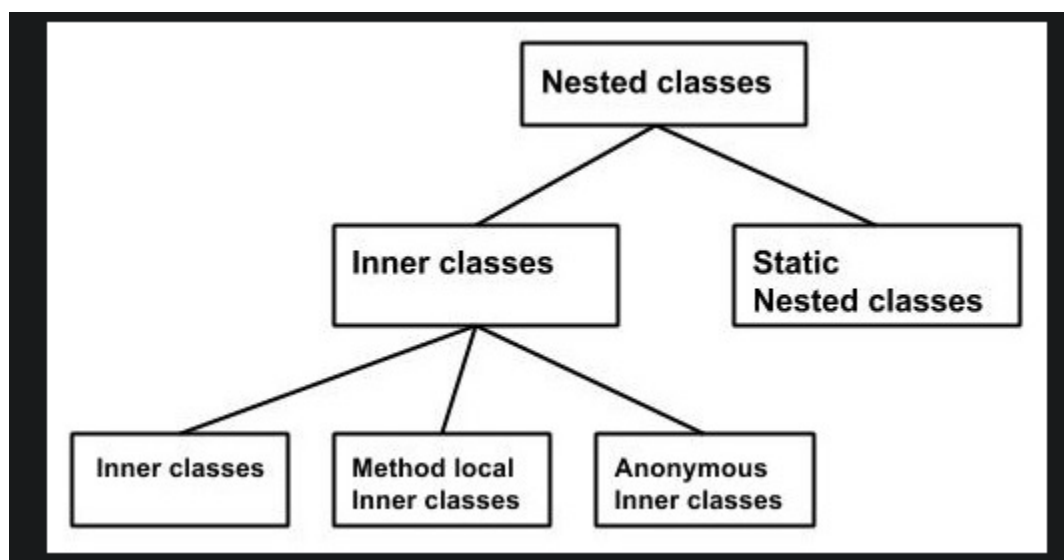 Nested classes
Inner classes
Static
Nested classes
Inner classes
Method local
Inner classes
Anonymous
Inner classes